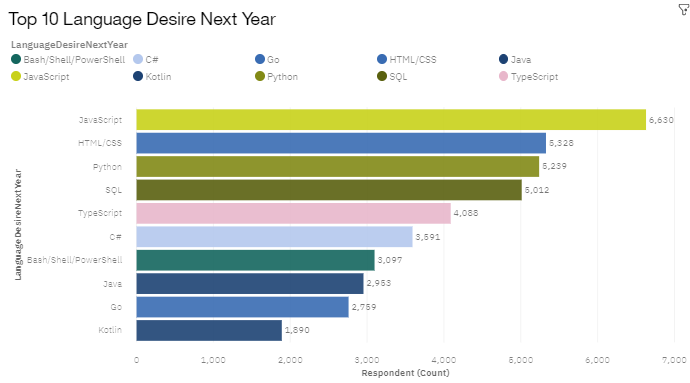 Top 10 Language Desire Next Year
LanguageDesireNextYear
Bash/Shell/PowerShell C# Go HTML/CSS Java
JavaScript Kotlin Python SQL TypeScript
LanguageDesireNextYear
JavaScript 6,630
HTML/CSS 5,328
Python 5,239
SQL 5,012
TypeScript 4,088
C# 3,591
Bash/Shell/PowerShell 3,097
Java 2,953
Go 2,759
Kotlin 1,890
0 1,000 2,000 3,000 4,000 5,000 6,000 7,000
Respondent (Count)